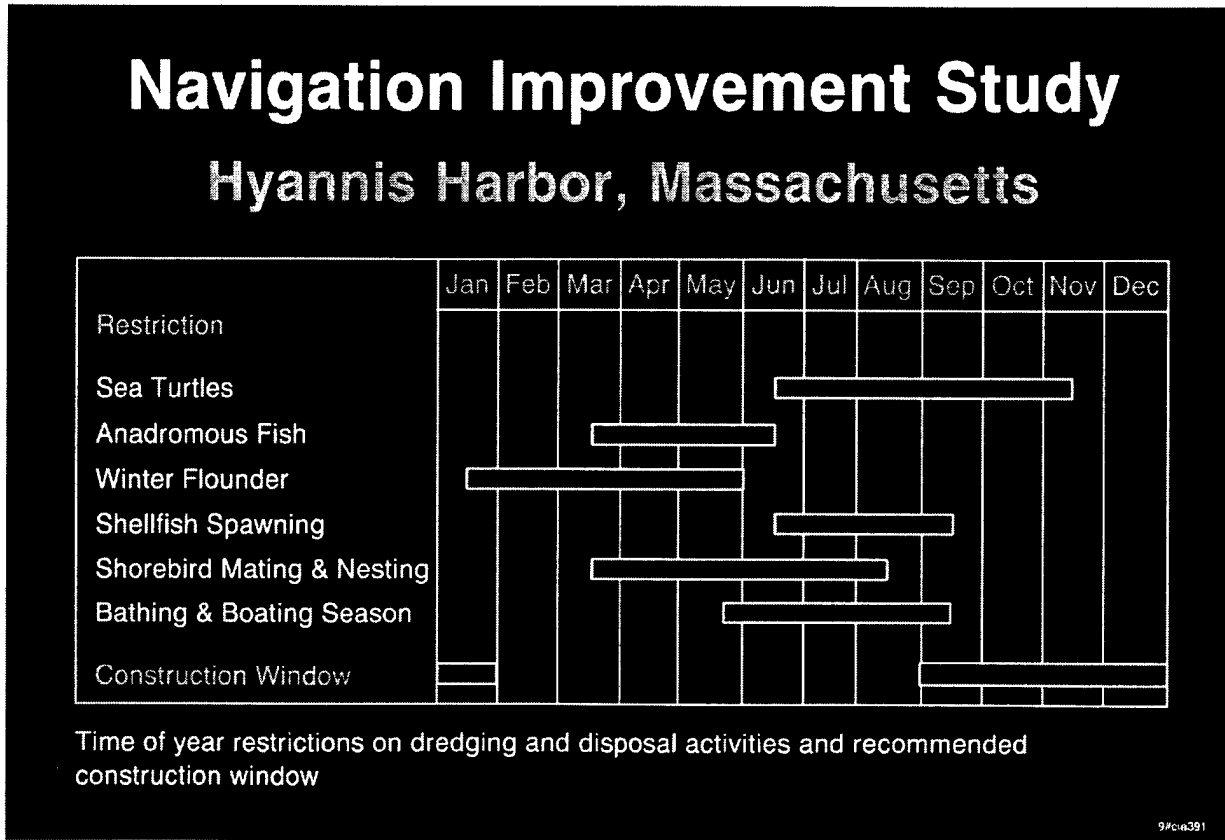 Navigation Improvement Study
Hyannis Harbor, Massachusetts
Jan Feb Mar Apr May Jun Jul Aug Sep Oct Nov Dec
Restriction
Sea Turtles
Anadromous Fish
Winter Flounder
Shellfish Spawning
Shorebird Mating & Nesting
Bathing & Boating Season
Construction Window
Time of year restrictions on dredging and disposal activities and recommended
construction window